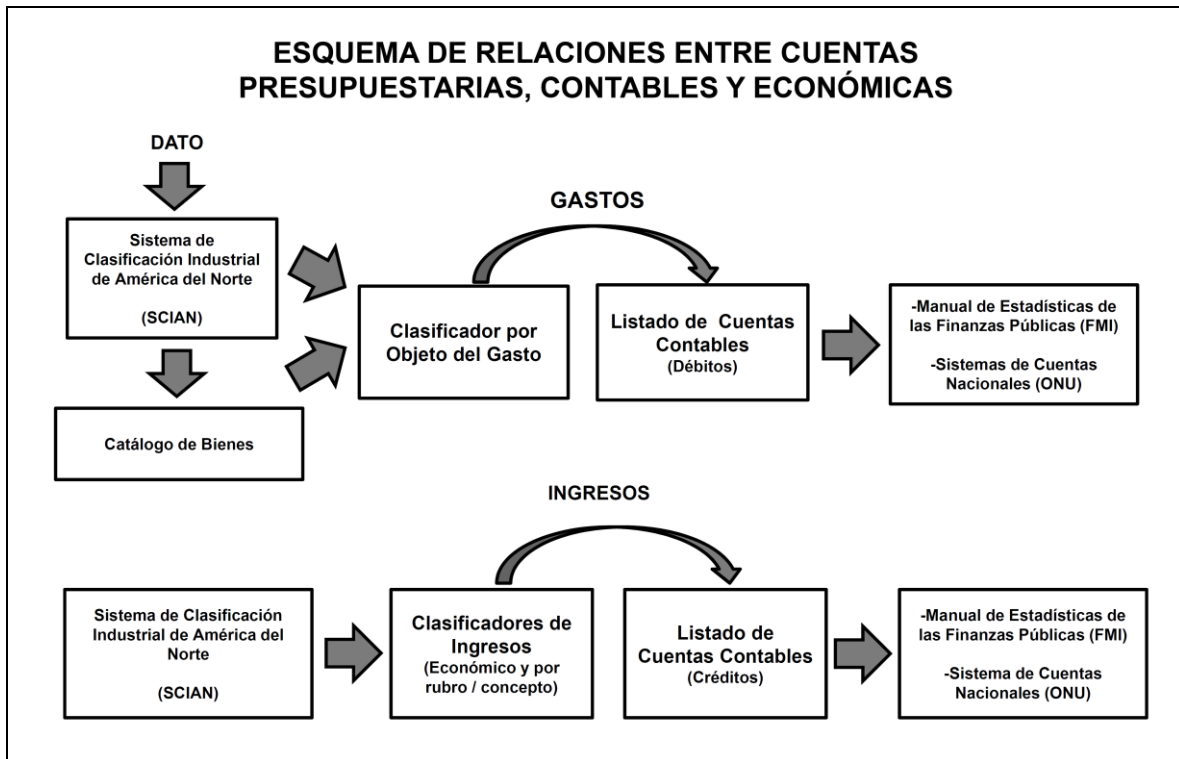 ESQUEMA DE RELACIONES ENTRE CUENTAS
PRESUPUESTARIAS, CONTABLES Y ECONÓMICAS
DATO
GASTOS
Sistema de
Clasificación Industrial
de América del Norte
(SCIAN)
Catálogo de Bienes
Clasificador por
Objeto del Gasto
Listado de Cuentas
Contables
(Débitos)
-Manual de Estadísticas de
las Finanzas Públicas (FMI)
-Sistemas de Cuentas
Nacionales (ONU)
INGRESOS
Sistema de Clasificación
Industrial de América del
Norte
(SCIAN)
Clasificadores de
Ingresos
(Económico y por
rubro / concepto)
Listado de
Cuentas Contables
(Créditos)
-Manual de Estadísticas de
las Finanzas Públicas (FMI)
-Sistema de Cuentas
Nacionales (ONU)